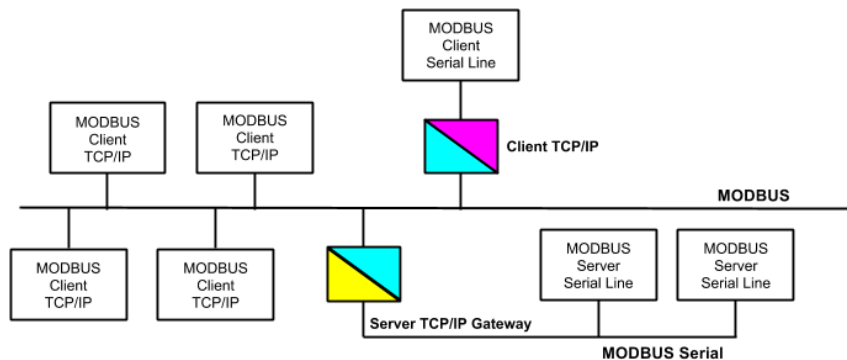 MODBUS
Client
Serial Line
MODBUS
Client
TCP/IP
MODBUS
Client
TCP/IP
Client TCP/IP
MODBUS
MODBUS
Client
TCP/IP
MODBUS
Client
TCP/IP
MODBUS
Server
Serial Line
MODBUS
Server
Serial Line
Server TCP/IP Gateway
MODBUS Serial